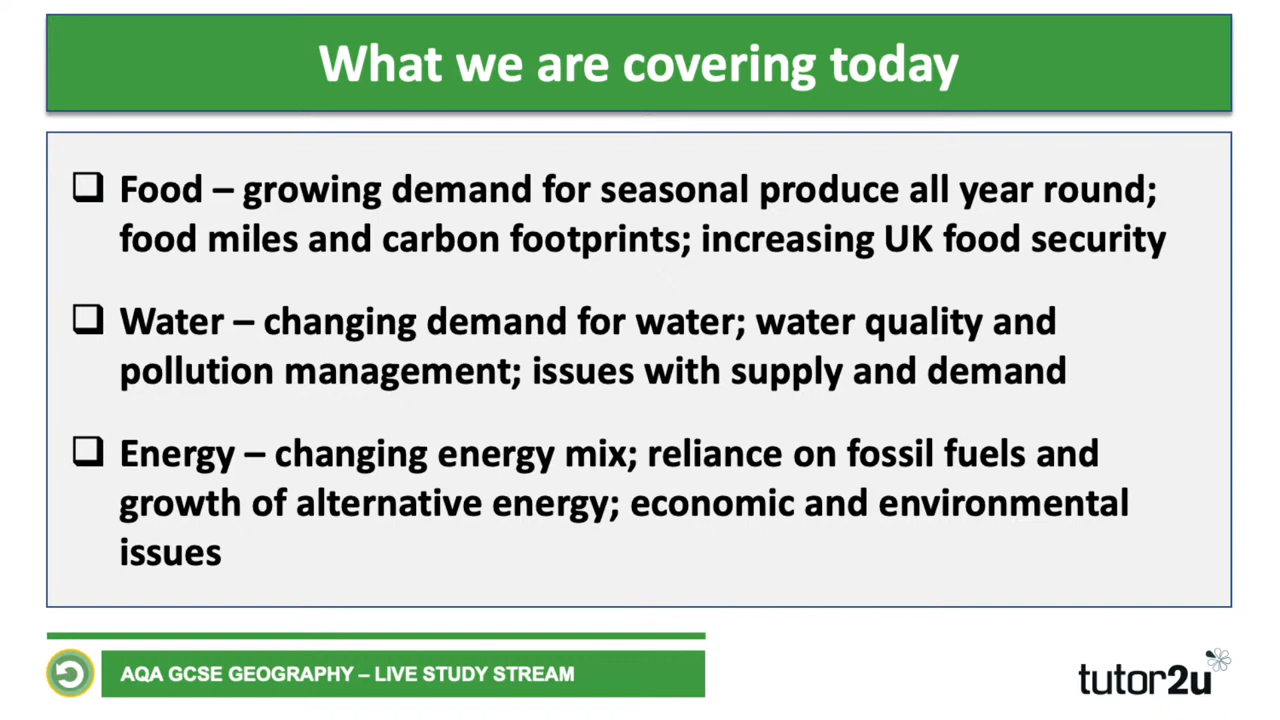 What we are covering today
❑ Food – growing demand for seasonal produce all year round;
food miles and carbon footprints; increasing UK food security
❑ Water – changing demand for water; water quality and
pollution management; issues with supply and demand
❑ Energy – changing energy mix; reliance on fossil fuels and
growth of alternative energy; economic and environmental
issues
AQA GCSE GEOGRAPHY – LIVE STUDY STREAM
tutor2u